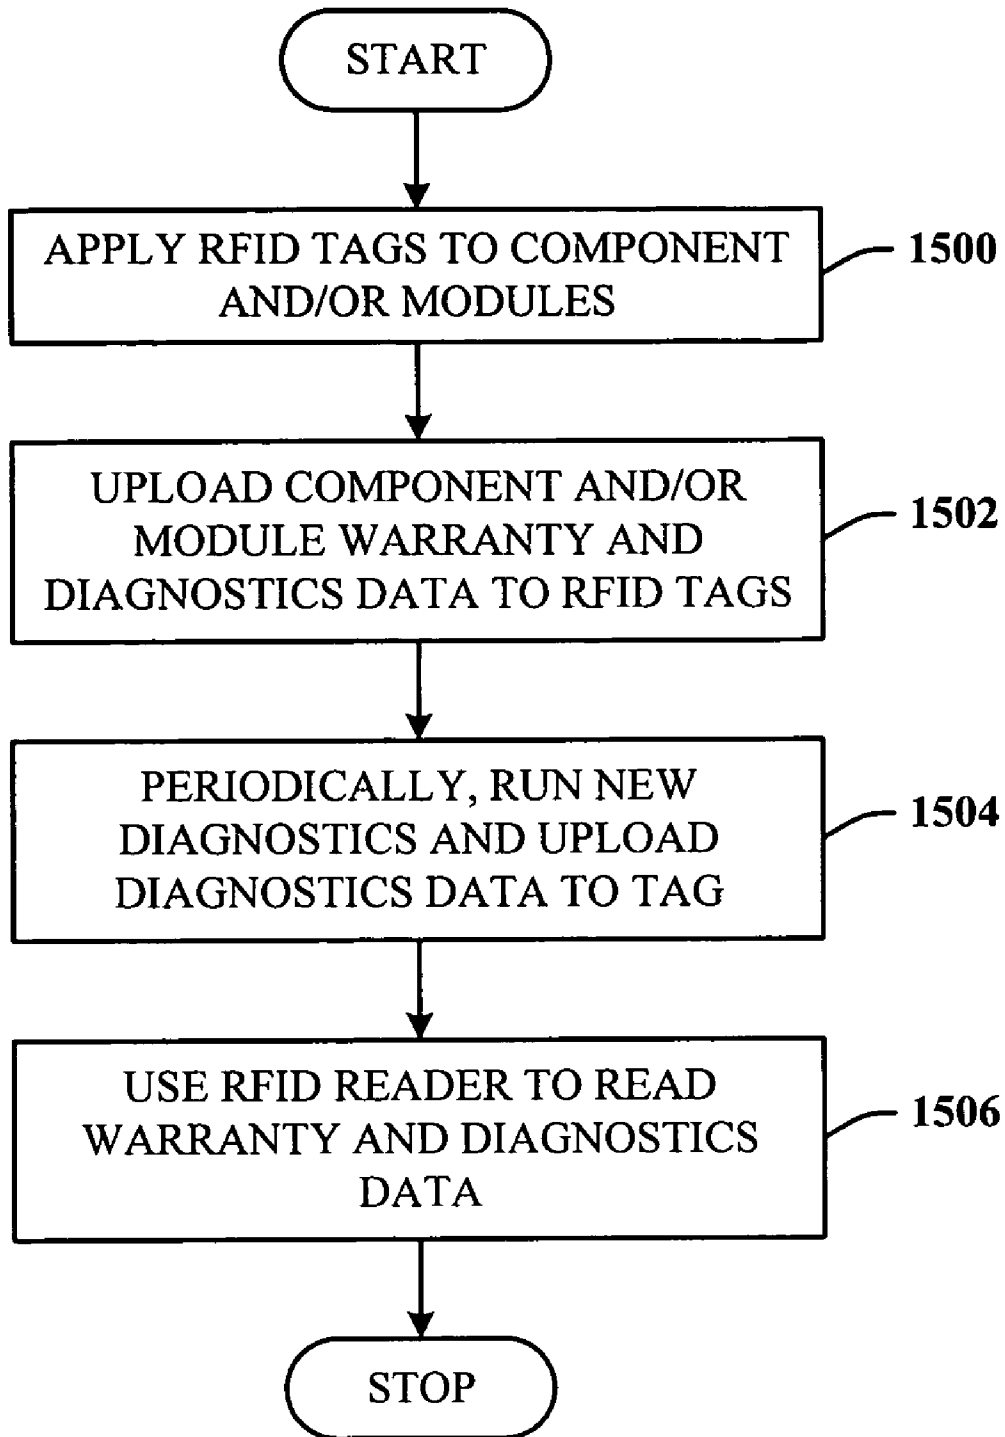 START
APPLY RFID TAGS TO COMPONENT
AND/OR MODULES
1500
UPLOAD COMPONENT AND/OR
MODULE WARRANTY AND
DIAGNOSTICS DATA TO RFID TAGS
1502
PERIODICALLY, RUN NEW
DIAGNOSTICS AND UPLOAD
DIAGNOSTICS DATA TO TAG
1504
USE RFID READER TO READ
WARRANTY AND DIAGNOSTICS
DATA
1506
STOP